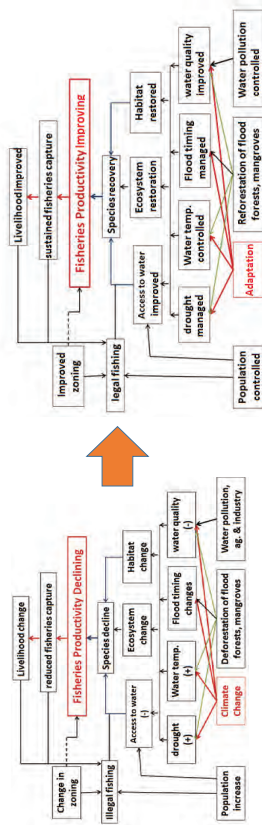 Livelihood change
reduced fisheries capture
Change in
zoning
Fisheries Productivity Declining
Illegal fishing
Species decline
Access to water
(-)
Ecosystem
change
Habitat
change
drought
(+)
Water temp.
(+)
Flood timing
changes
water quality
(-)
Population
increase
Climate
Change
Deforestation of flood
forests, mangroves
Water pollution,
ag. & industry
Livelihood improved
sustained fisheries capture
Improved
zoning
Fisheries Productivity Improving
legal fishing
Species recovery
Access to water
improved
Ecosystem
restoration
Habitat
restored
drought
managed
Water temp.
controlled
Flood timing
managed
water quality
improved
Population
controlled
Adaptation
Reforestation of flood
forests, mangroves
Water pollution
controlled